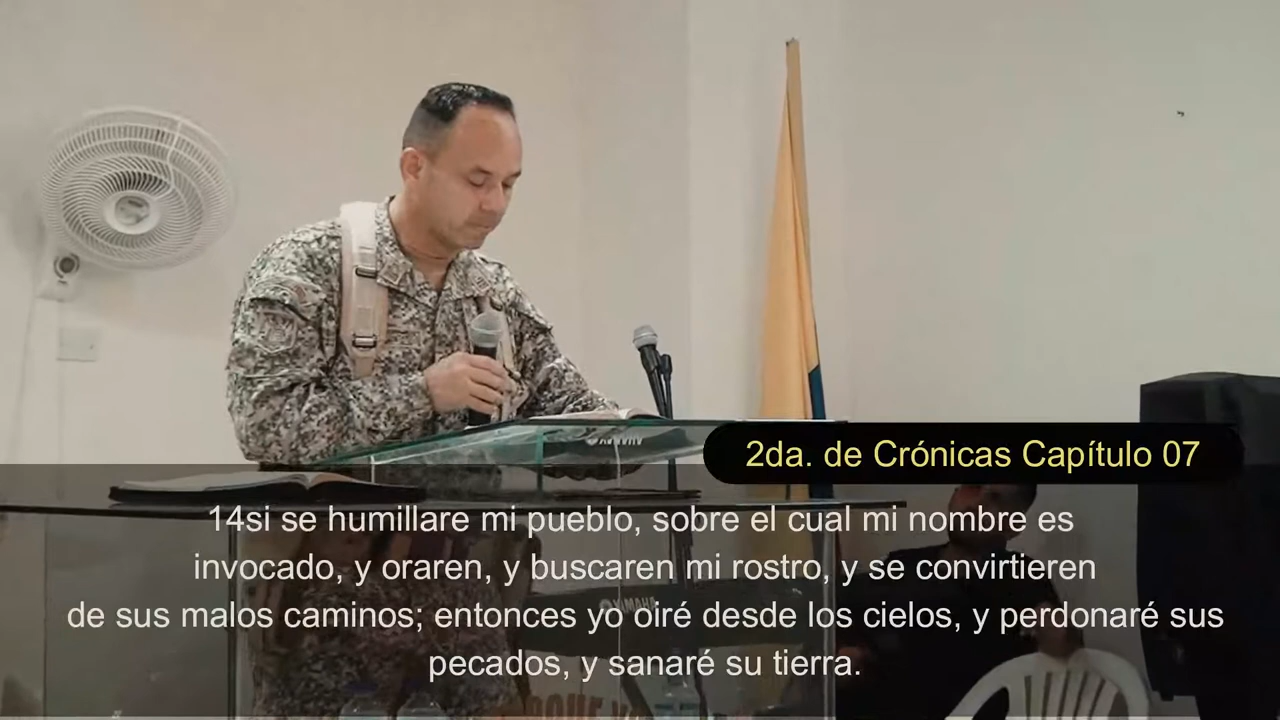 2da. de Crónicas Capítulo 07
14si se humillare mi pueblo, sobre el cual mi nombre es
invocado, y oraren, y buscaren mi rostro, y se convirtieren
de sus malos caminos; entonces yo oiré desde los cielos, y perdonaré sus
pecados, y sanaré su tierra.
YAMAHA